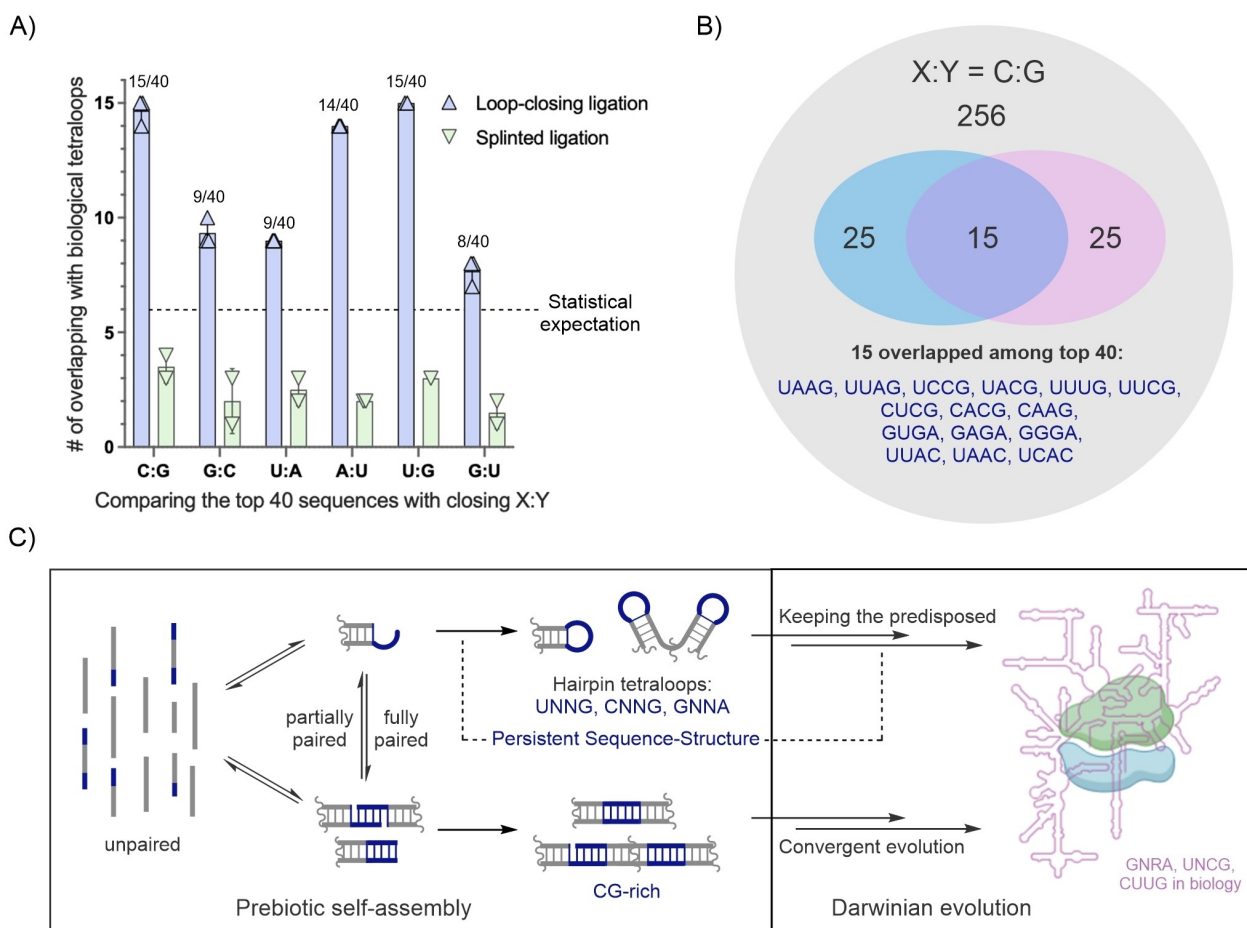 A)
# of overlapping with biological tetraloops
15
10
5
0
15/40
9/40
9/40
14/40
15/40
8/40
Loop-closing ligation
Splinted ligation
Statistical
expectation
C:G G:C U:A A:U U:G G:U
Comparing the top 40 sequences with closing X:Y
B)
X:Y = C:G
256
25 15 25
15 overlapped among top 40:
UAAG, UUAG, UCCG, UACG, UUUG, UUCG,
CUCG, CACG, CAAG,
GUGA, GAGA, GGGA,
UUAC, UAAC, UCAC
C)
unpaired
partially
paired
fully
paired
Hairpin tetraloops:
UNNG, CNNG, GNNA
Persistent Sequence-Structure
CG-rich
Prebiotic self-assembly
Keeping the predisposed
Convergent evolution
GNRA, UNCG,
CUUG in biology
Darwinian evolution